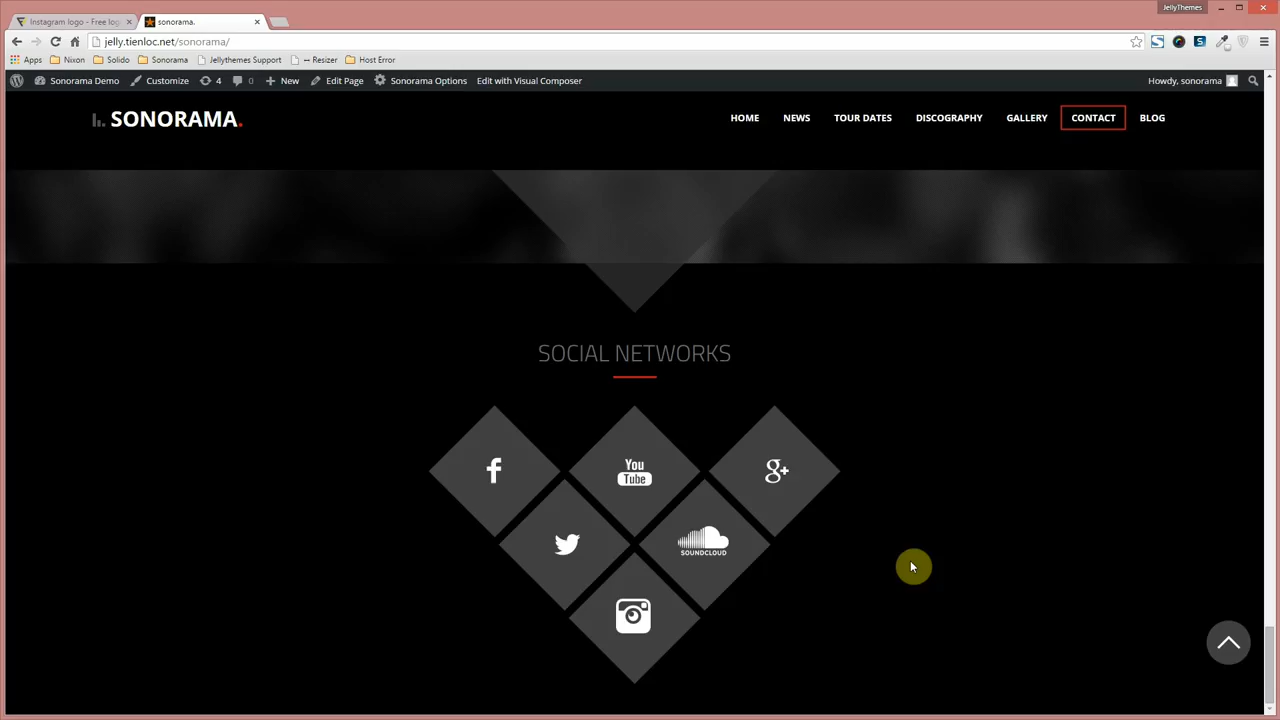 JellyThemes
Instagram logo - Free log
sonorama.
jelly.tienloc.net/sonorama/
Apps Nixon Solido Sonorama Jellythemes Support -- Resizer Host Error
Sonorama Demo Customize 4 0 New Edit Page Sonorama Options Edit with Visual Composer Howdy, sonorama
SONORAMA.
HOME NEWS TOUR DATES DISCOGRAPHY GALLERY CONTACT BLOG
SOCIAL NETWORKS
You
Tube
g+
SOUNDCLOUD